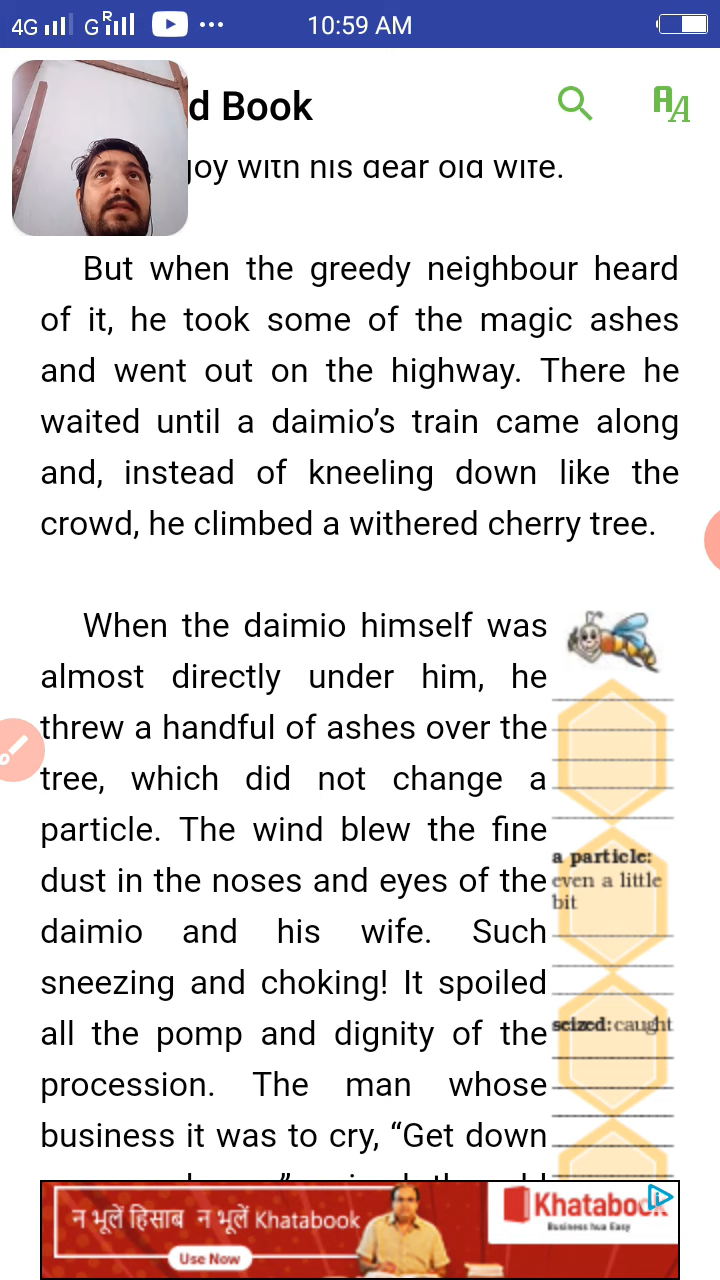 4G G R 10:59 AM
d Book
joy with his dear old wife.
But when the greedy neighbour heard
of it, he took some of the magic ashes
and went out on the highway. There he
waited until a daimio’s train came along
and, instead of kneeling down like the
crowd, he climbed a withered cherry tree.
When the daimio himself was
almost directly under him, he
threw a handful of ashes over the
tree, which did not change a
particle. The wind blew the fine
dust in the noses and eyes of the
daimio and his wife. Such
sneezing and choking! It spoiled
all the pomp and dignity of the
procession. The man whose
business it was to cry, “Get down
a particle:
even a little
bit
seized: caught
न भूलें हिसाब न भूलें Khatabook
Use Now
Khatabook
Business hua Easy